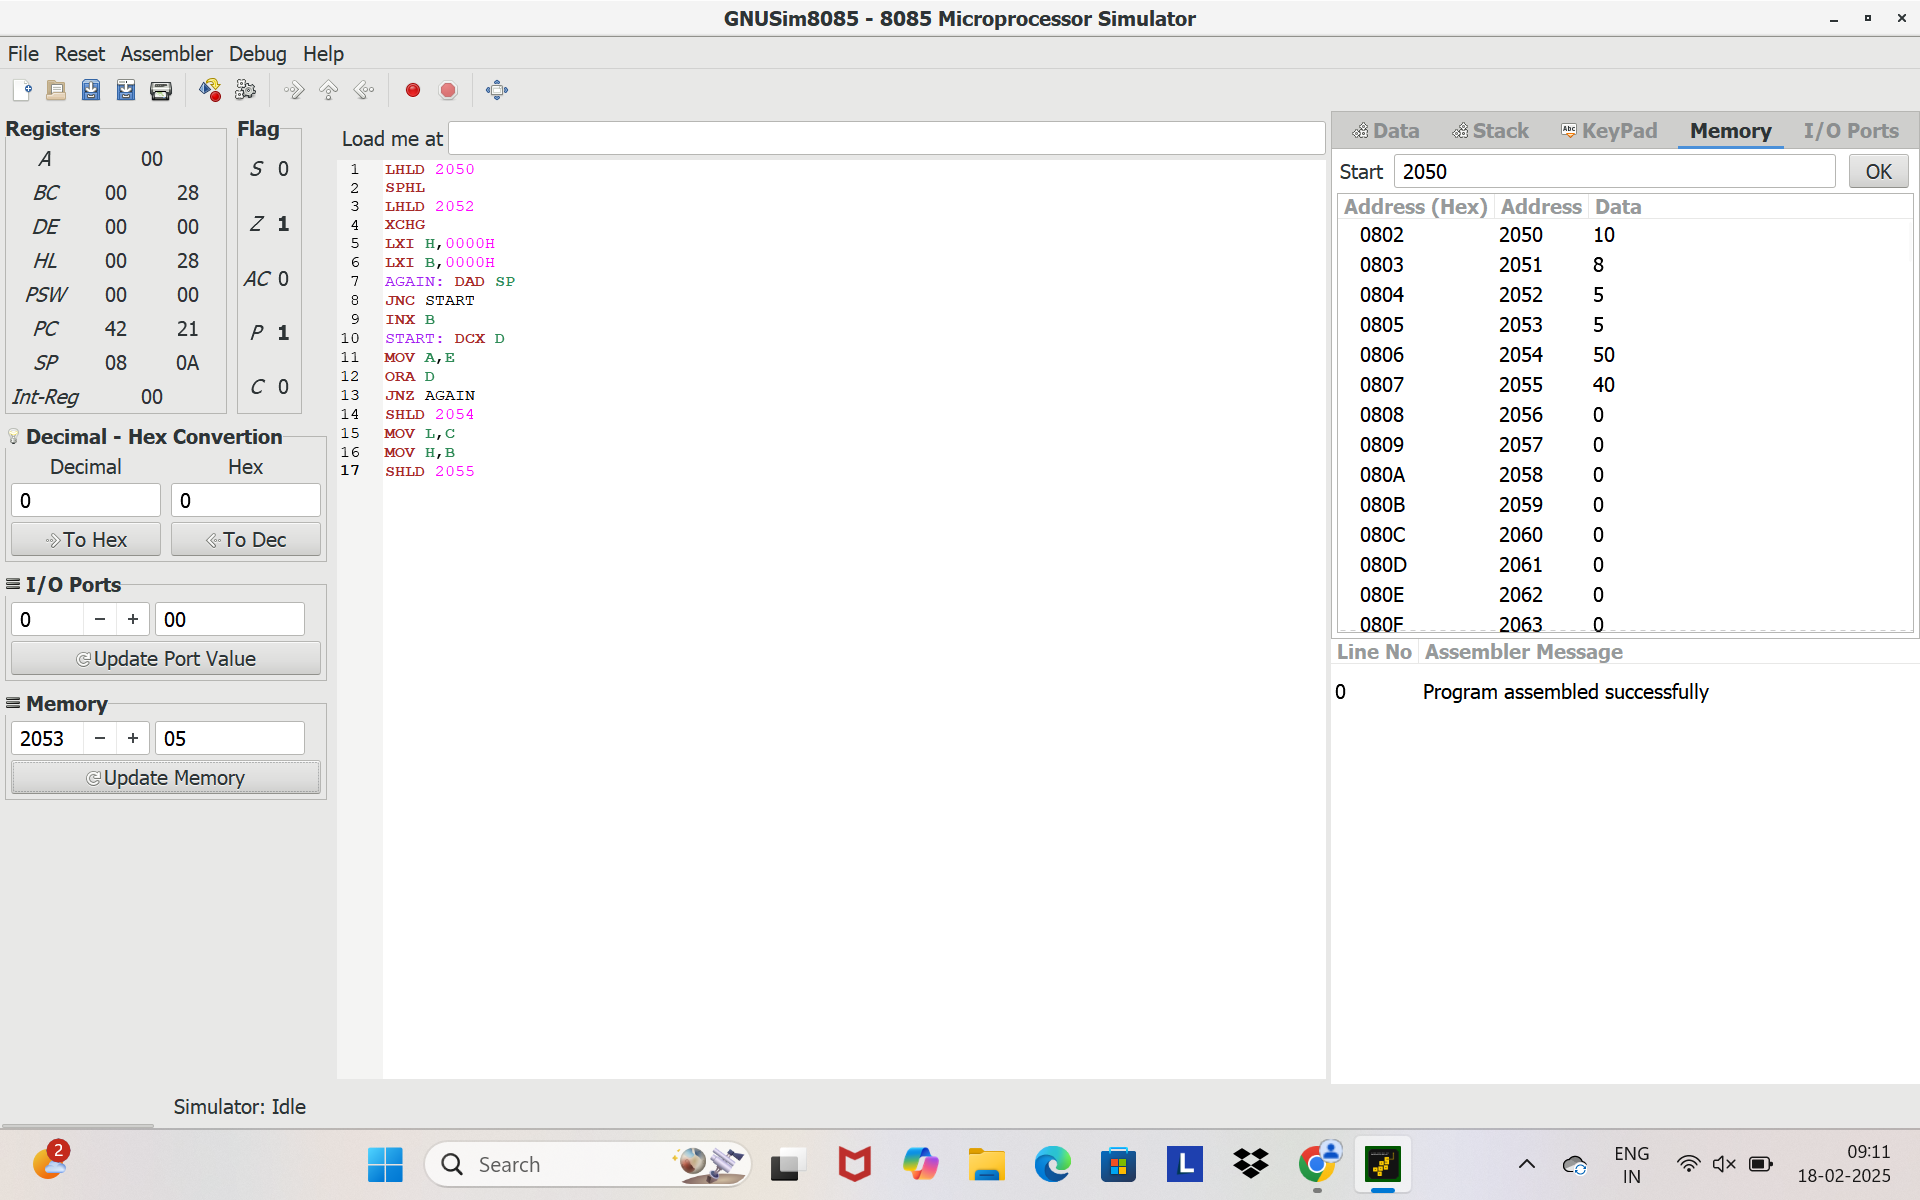 GNUSim8085 - 8085 Microprocessor Simulator
File Reset Assembler Debug Help
Registers
A 00
BC 00 28
DE 00 00
HL 00 28
PSW 00 00
PC 42 21
SP 08 0A
Int-Reg 00
Flag
S 0
Z 1
AC 0
P 1
C 0
Decimal - Hex Convertion
Decimal Hex
0 0
To Hex To Dec
I/O Ports
0 − + 00
Update Port Value
Memory
2053 − + 05
Update Memory
Load me at
1 LHLD 2050
2 SPHL
3 LHLD 2052
4 XCHG
5 LXI H,0000H
6 LXI B,0000H
7 AGAIN: DAD SP
8 JNC START
9 INX B
10 START: DCX D
11 MOV A,E
12 ORA D
13 JNZ AGAIN
14 SHLD 2054
15 MOV L,C
16 MOV H,B
17 SHLD 2055
Data Stack Abc KeyPad Memory I/O Ports
Start 2050 OK
Address (Hex) Address Data
0802 2050 10
0803 2051 8
0804 2052 5
0805 2053 5
0806 2054 50
0807 2055 40
0808 2056 0
0809 2057 0
080A 2058 0
080B 2059 0
080C 2060 0
080D 2061 0
080E 2062 0
080F 2063 0
Line No Assembler Message
0 Program assembled successfully
Simulator: Idle
2
Search
L
ENG
IN
09:11
18-02-2025